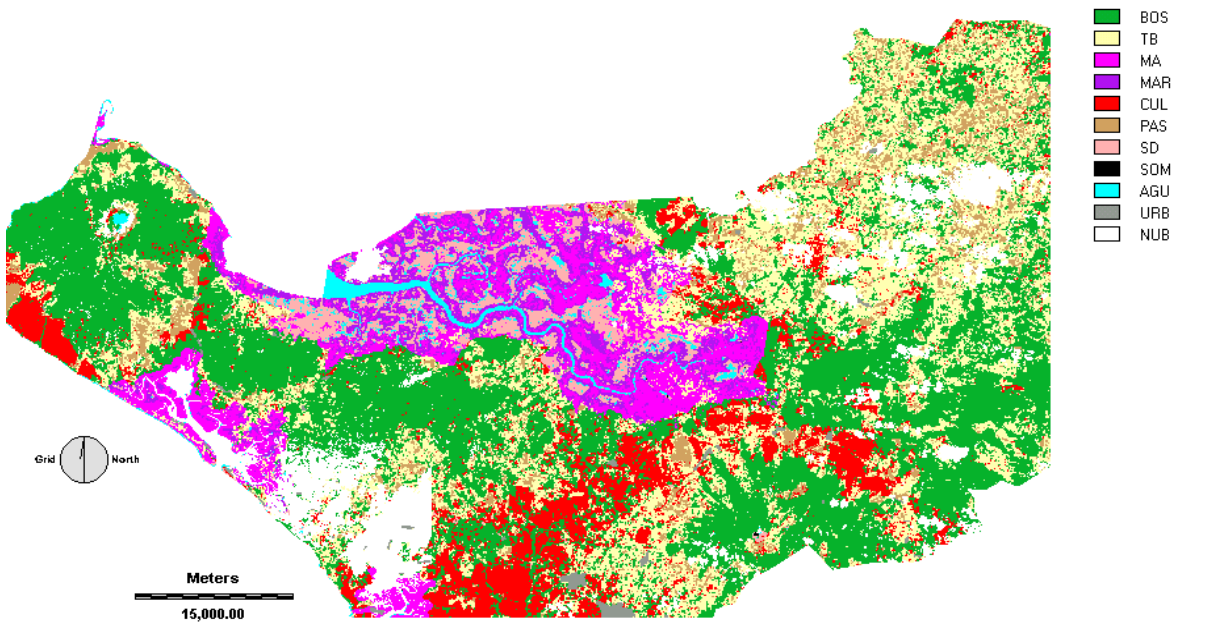 BOS
TB
MA
MAR
CUL
PAS
SD
SOM
AGU
URB
NUB
Grid North
Meters
15,000.00